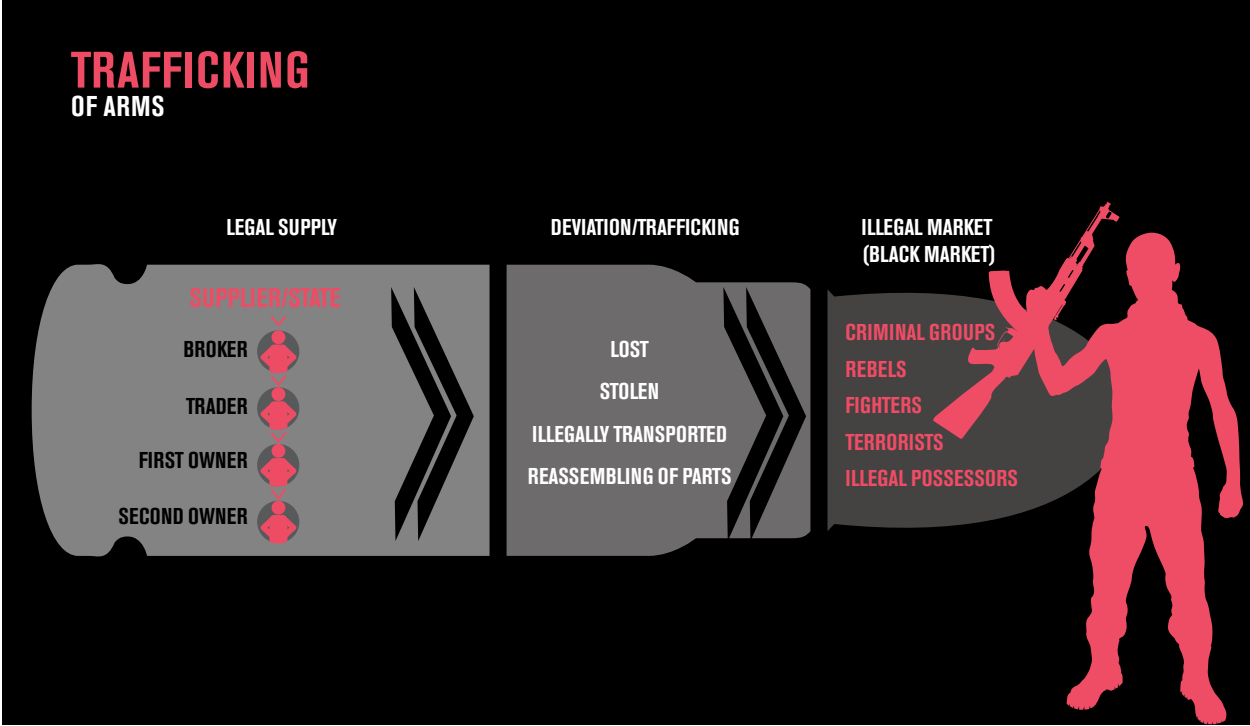 TRAFFICKING
OF ARMS
LEGAL SUPPLY
SUPPLIER/STATE
BROKER
TRADER
FIRST OWNER
SECOND OWNER
DEVIATION/TRAFFICKING
LOST
STOLEN
ILLEGALLY TRANSPORTED
REASSEMBLING OF PARTS
ILLEGAL MARKET
(BLACK MARKET)
CRIMINAL GROUPS
REBELS
FIGHTERS
TERRORISTS
ILLEGAL POSSESSORS